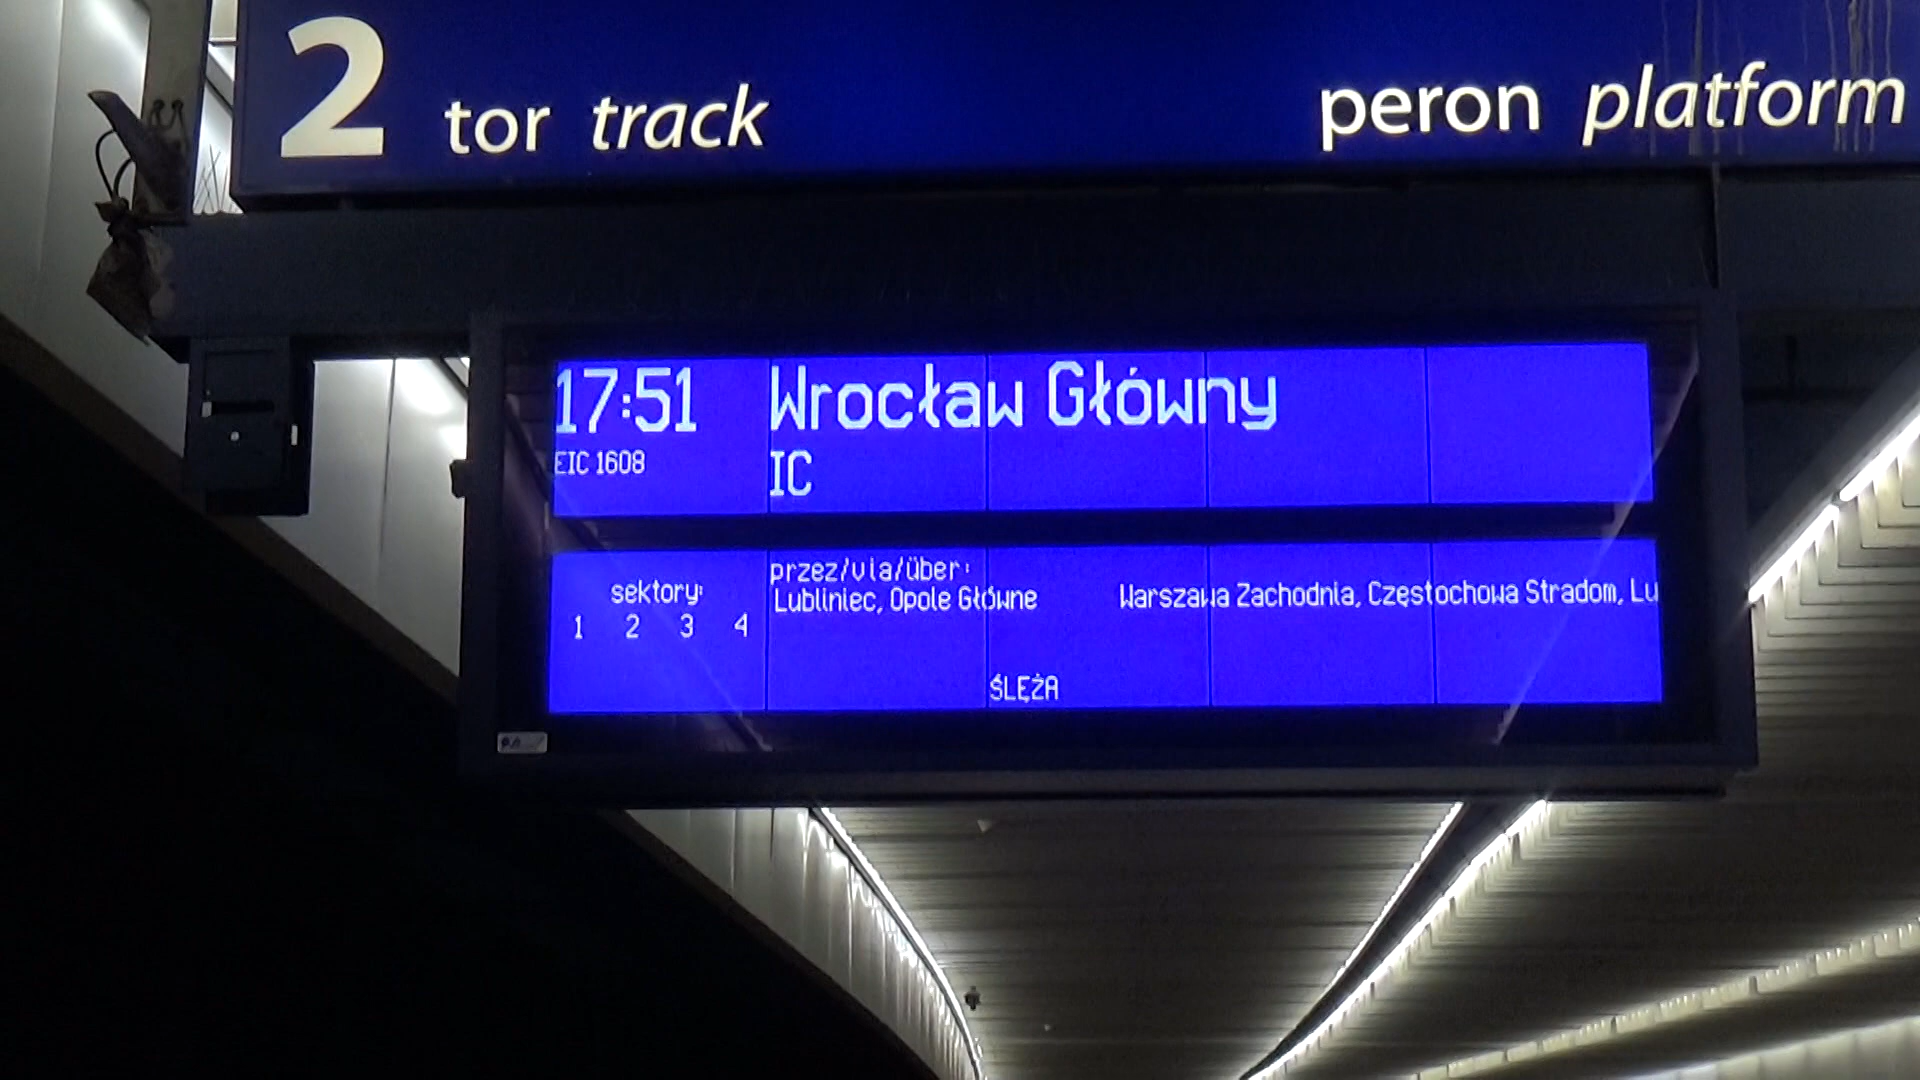 2 tor track peron platform
17:51 Wrocław Główny
EIC 1608 IC
przez/via/über:
sektory: Lubliniec, Opole Główne Warszawa Zachodnia, Częstochowa Stradom, Lu
1 2 3 4
ŚLĘŻA